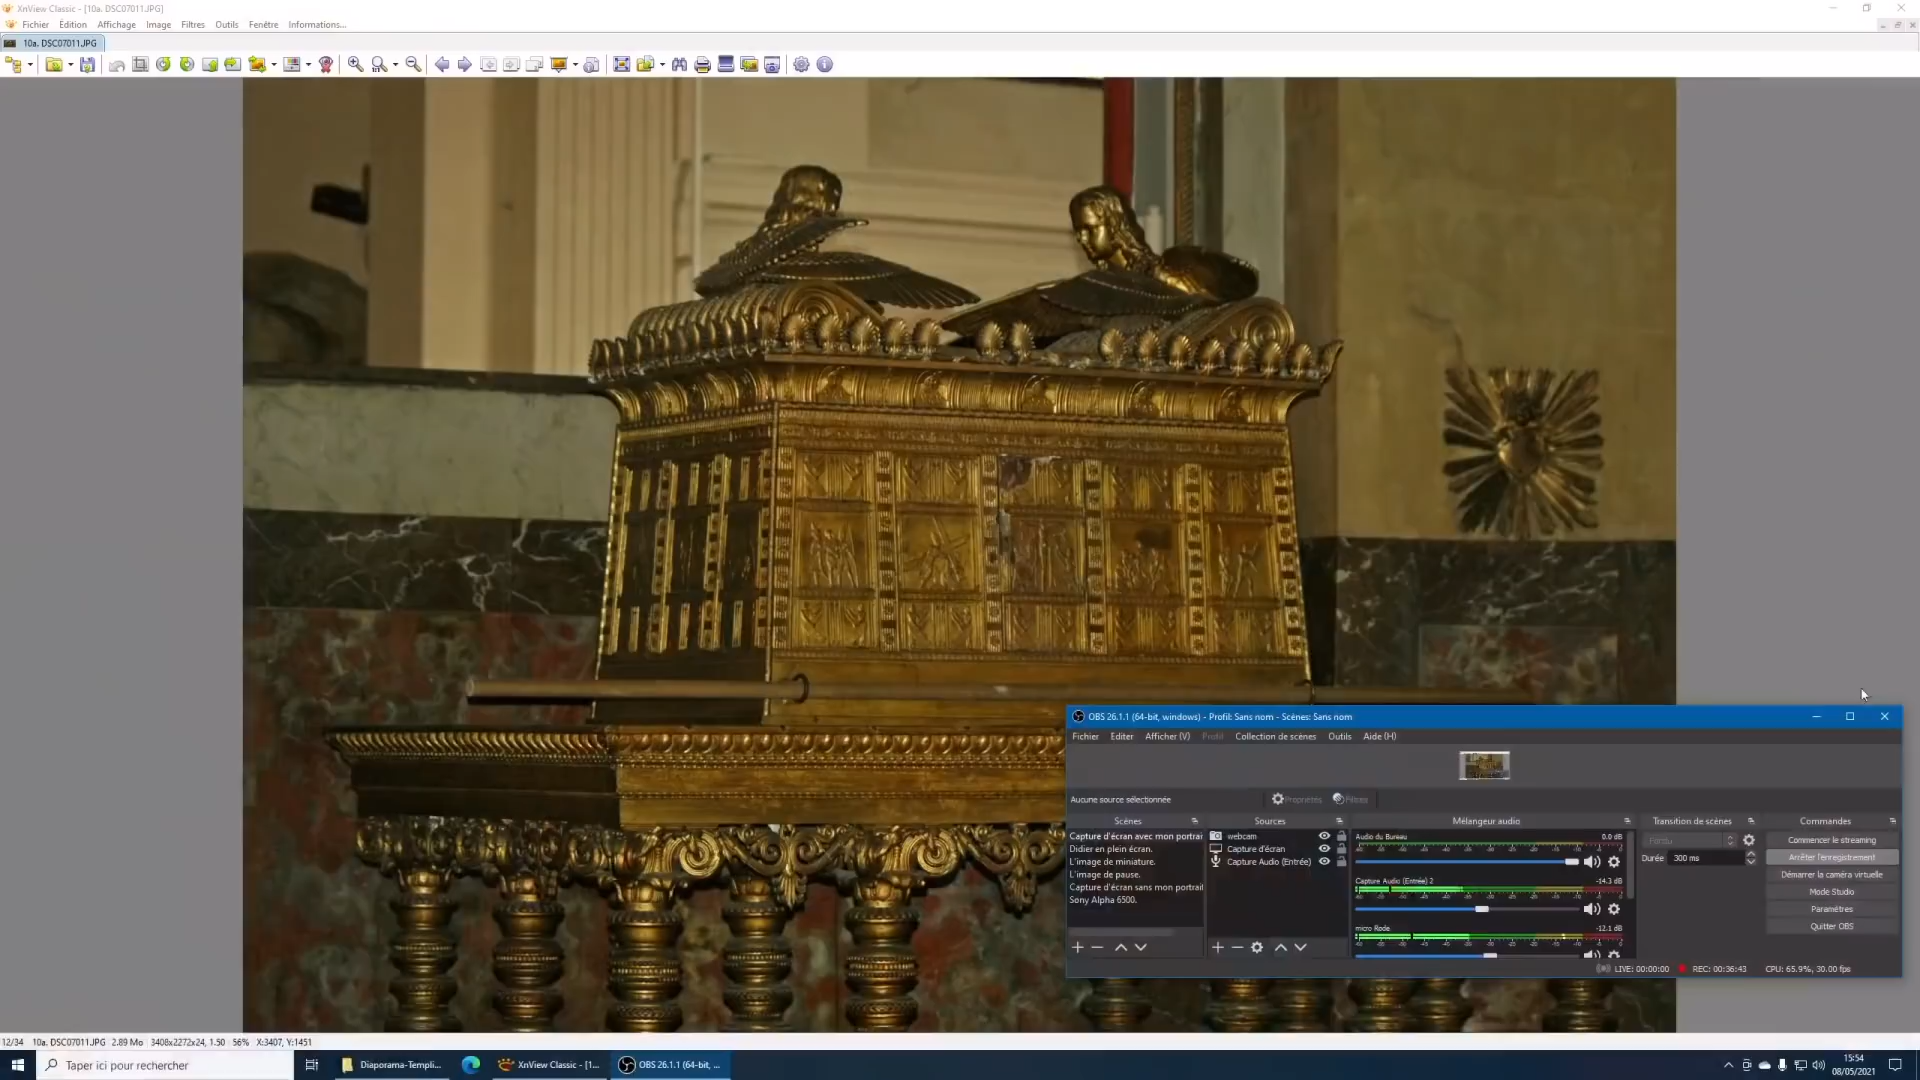 XnView Classic - [10a. DSC07011.JPG]
Fichier Édition Affichage Image Filtres Outils Fenêtre Informations...
10a. DSC07011.JPG
OBS 26.1.1 (64-bit, windows) - Profil: Sans nom - Scènes: Sans nom
Fichier Editer Afficher (V) Profil Collection de scènes Outils Aide (H)
Aucune source sélectionnée Propriétés Filtres
Scènes Sources Mélangeur audio Transition de scènes Commandes
Capture d'écran avec mon portrai
Didier en plein écran.
L'image de miniature.
L'image de pause.
Capture d'écran sans mon portrait
Sony Alpha 6500.
webcam
Capture d'écran
Capture Audio (Entrée)
Audio du Bureau 0.0 dB
Capture Audio (Entrée) 2 -14.3 dB
micro Rode -12.1 dB
Fondu
Durée 300 ms
Commencer le streaming
Arrêter l'enregistrement
Démarrer la caméra virtuelle
Mode Studio
Paramètres
Quitter OBS
LIVE: 00:00:00 REC: 00:36:43 CPU: 65.9%, 30.00 fps
12/34 10a. DSC07011.JPG 2.89 Mo 3408x2272x24, 1.50 56% X:3407, Y:1451
Taper ici pour rechercher
Diaporama-Templi...
XnView Classic - [1...
OBS 26.1.1 (64-bit, ...
15:54
08/05/2021